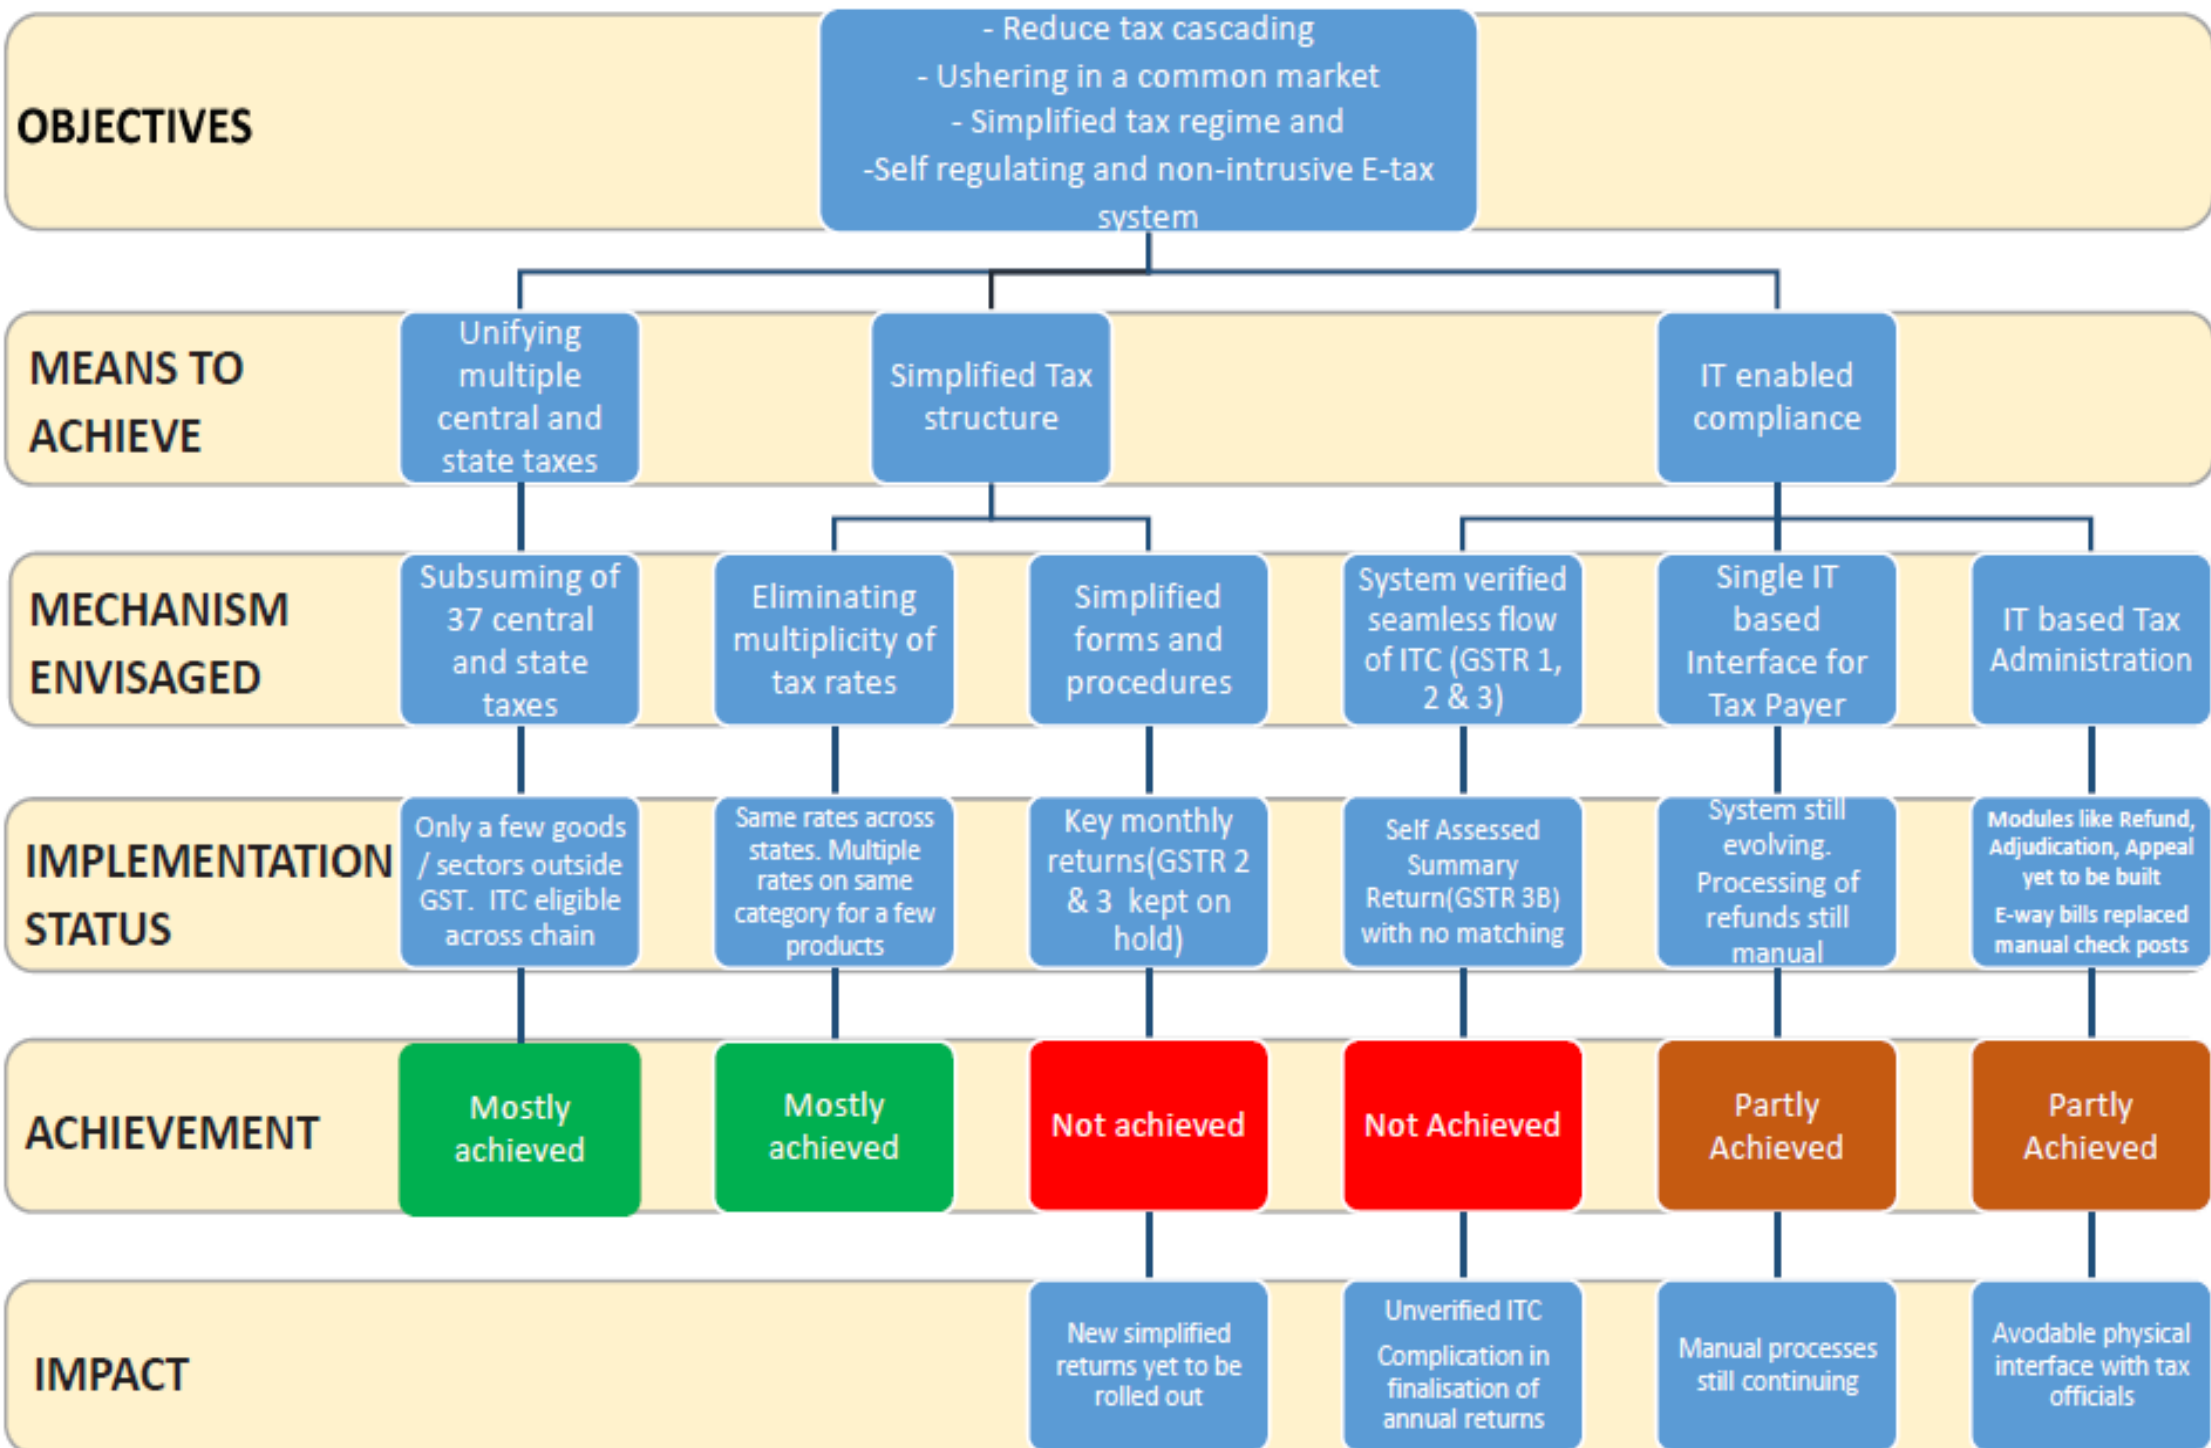 OBJECTIVES
- Reduce tax cascading
- Ushering in a common market
- Simplified tax regime and
-Self regulating and non-intrusive E-tax
system
MEANS TO
ACHIEVE
Unifying
multiple
central and
state taxes
Simplified Tax
structure
IT enabled
compliance
MECHANISM
ENVISAGED
Subsuming of
37 central
and state
taxes
Eliminating
multiplicity of
tax rates
Simplified
forms and
procedures
System verified
seamless flow
of ITC (GSTR 1,
2 & 3)
Single IT
based
Interface for
Tax Payer
IT based Tax
Administration
IMPLEMENTATION
STATUS
Only a few goods
/ sectors outside
GST. ITC eligible
across chain
Same rates across
states. Multiple
rates on same
category for a few
products
Key monthly
returns(GSTR 2
& 3 kept on
hold)
Self Assessed
Summary
Return(GSTR 3B)
with no matching
System still
evolving.
Processing of
refunds still
manual
Modules like Refund,
Adjudication, Appeal
yet to be built
E-way bills replaced
manual check posts
ACHIEVEMENT
Mostly
achieved
Mostly
achieved
Not achieved
Not Achieved
Partly
Achieved
Partly
Achieved
IMPACT
New simplified
returns yet to be
rolled out
Unverified ITC
Complication in
finalisation of
annual returns
Manual processes
still continuing
Avodable physical
interface with tax
officials